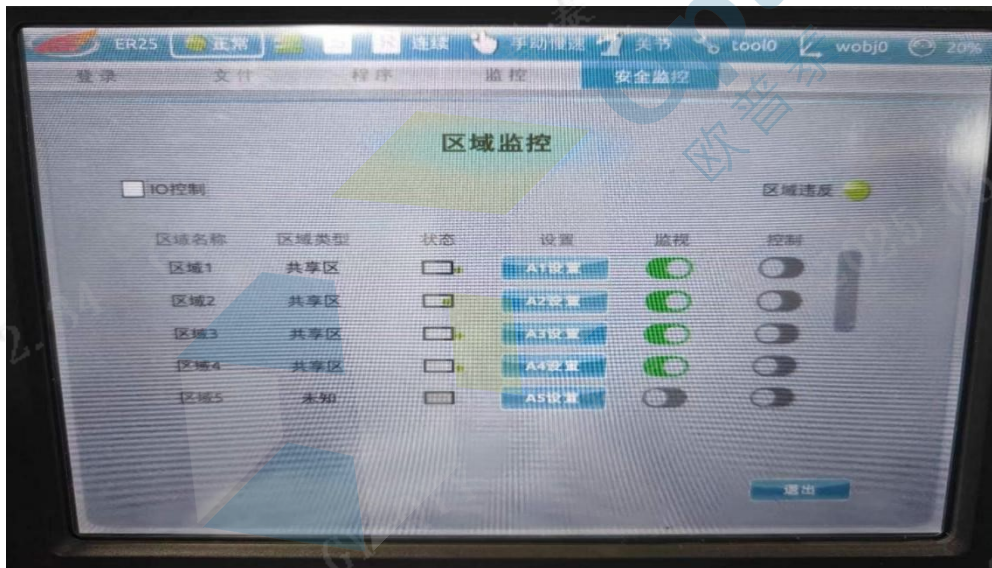 ER25 正常 连续 手动慢速 关节 tool0 wobj0 20%
登录 文件 程序 监控 安全监控
区域监控
IO控制 区域违反
区域名称 区域类型 状态 设置 监视 控制
区域1 共享区 A1设置
区域2 共享区 A2设置
区域3 共享区 A3设置
区域4 共享区 A4设置
区域5 未知 A5设置
退出
欧普泰